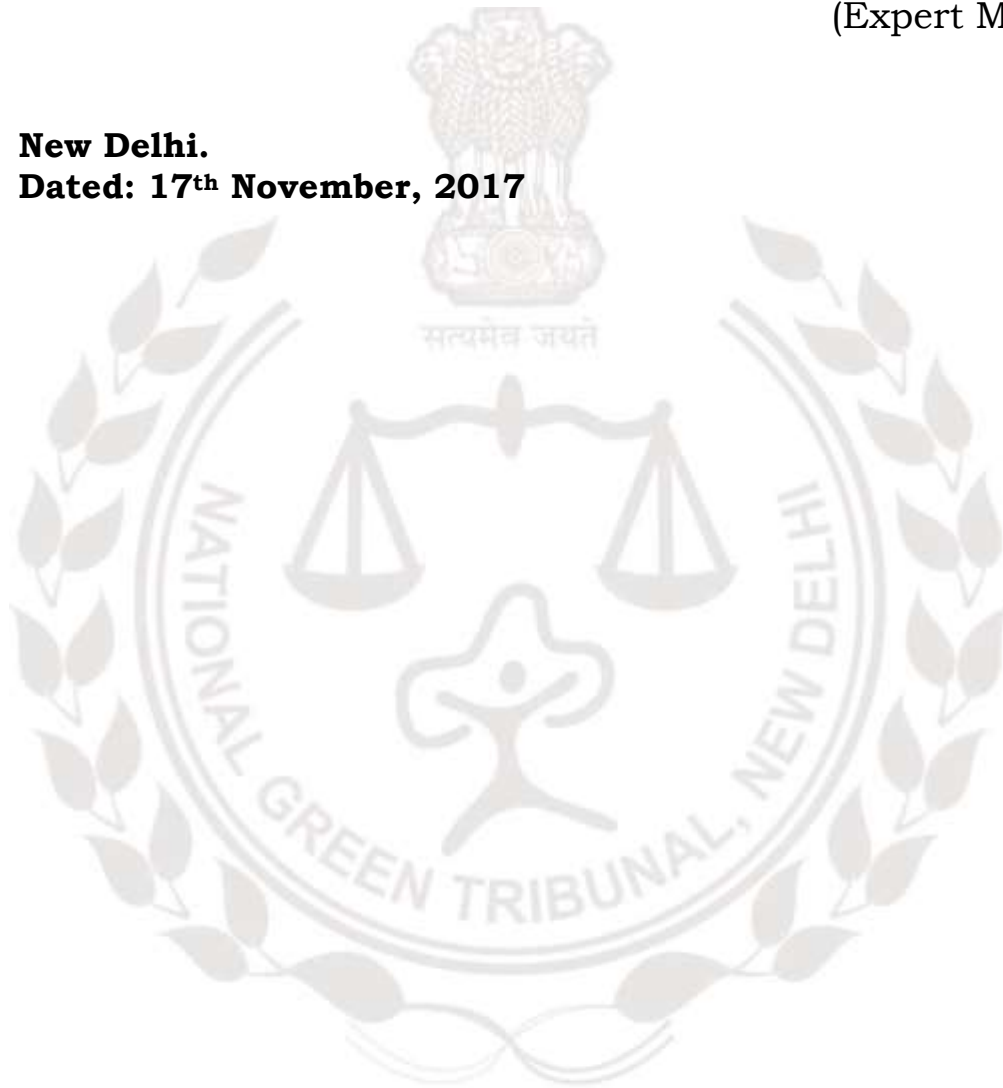 (Expert M
New Delhi.
Dated: 17th November, 2017
सत्यमेव जयते
NATIONAL GREEN TRIBUNAL, NEW DELHI